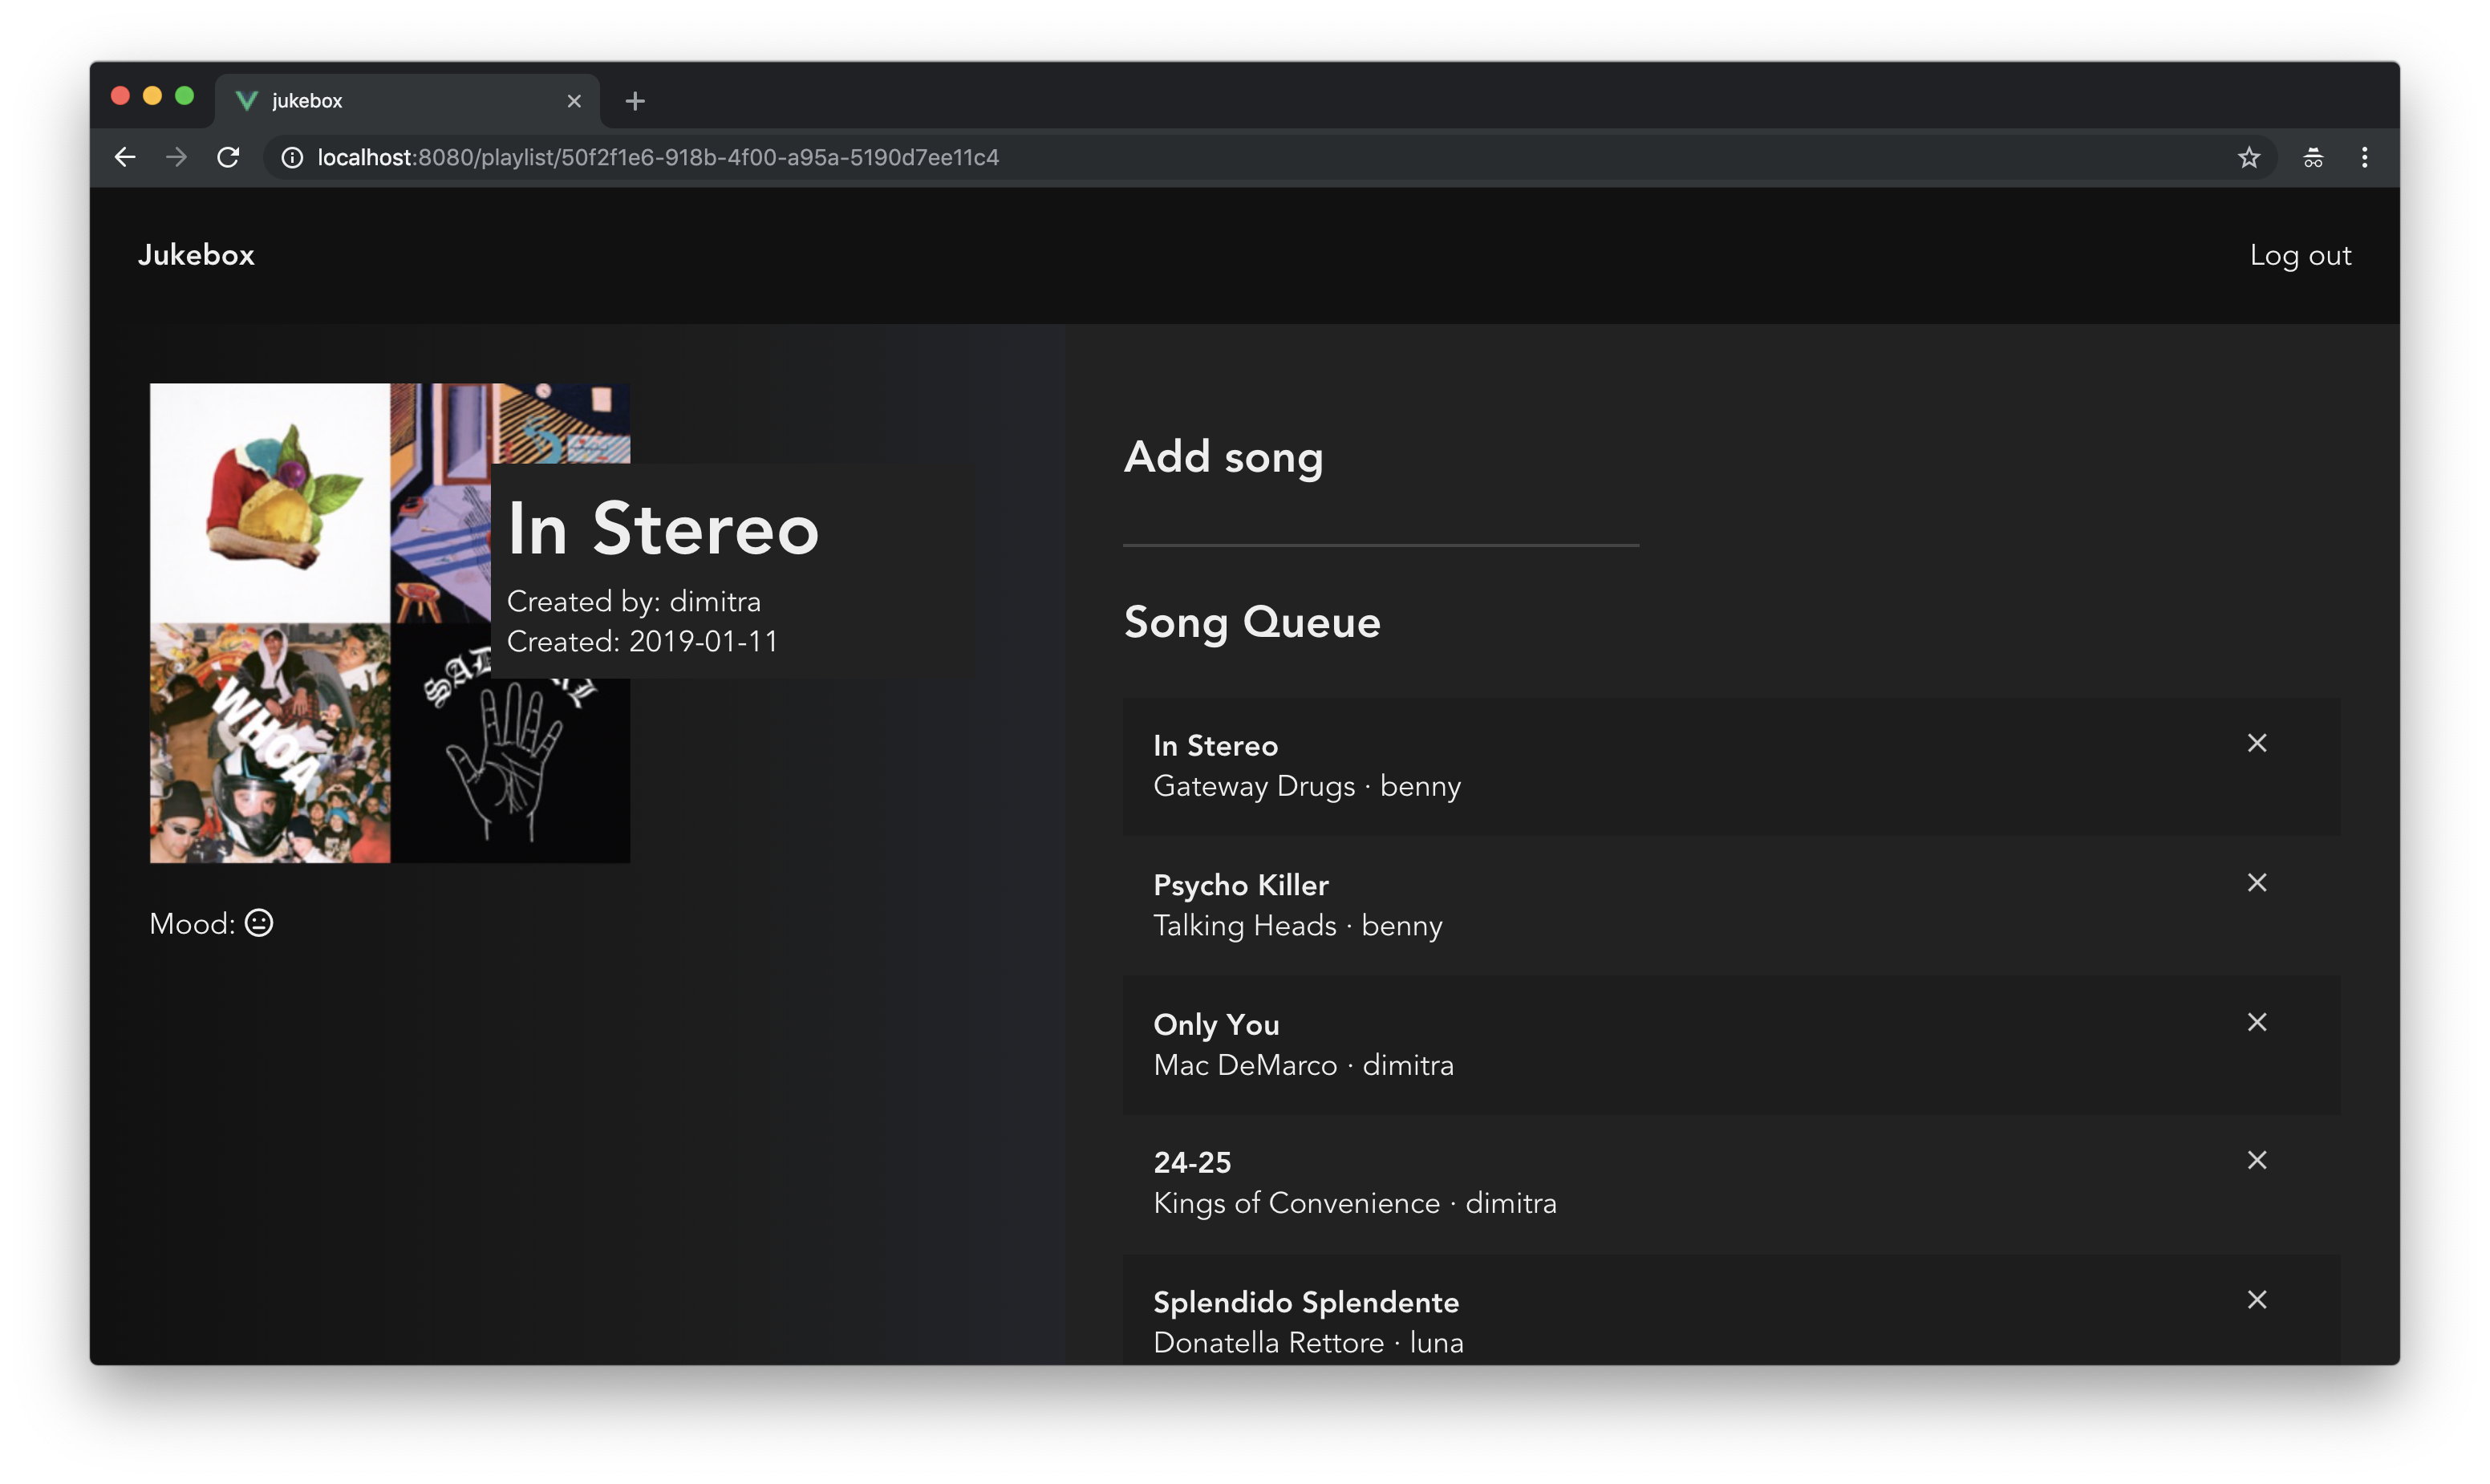 jukebox
localhost:8080/playlist/50f2f1e6-918b-4f00-a95a-5190d7ee11c4
Jukebox
Log out
In Stereo
Created by: dimitra
Created: 2019-01-11
WHOA
Mood:
Add song
Song Queue
In Stereo
Gateway Drugs · benny
Psycho Killer
Talking Heads · benny
Only You
Mac DeMarco · dimitra
24-25
Kings of Convenience · dimitra
Splendido Splendente
Donatella Rettore · luna